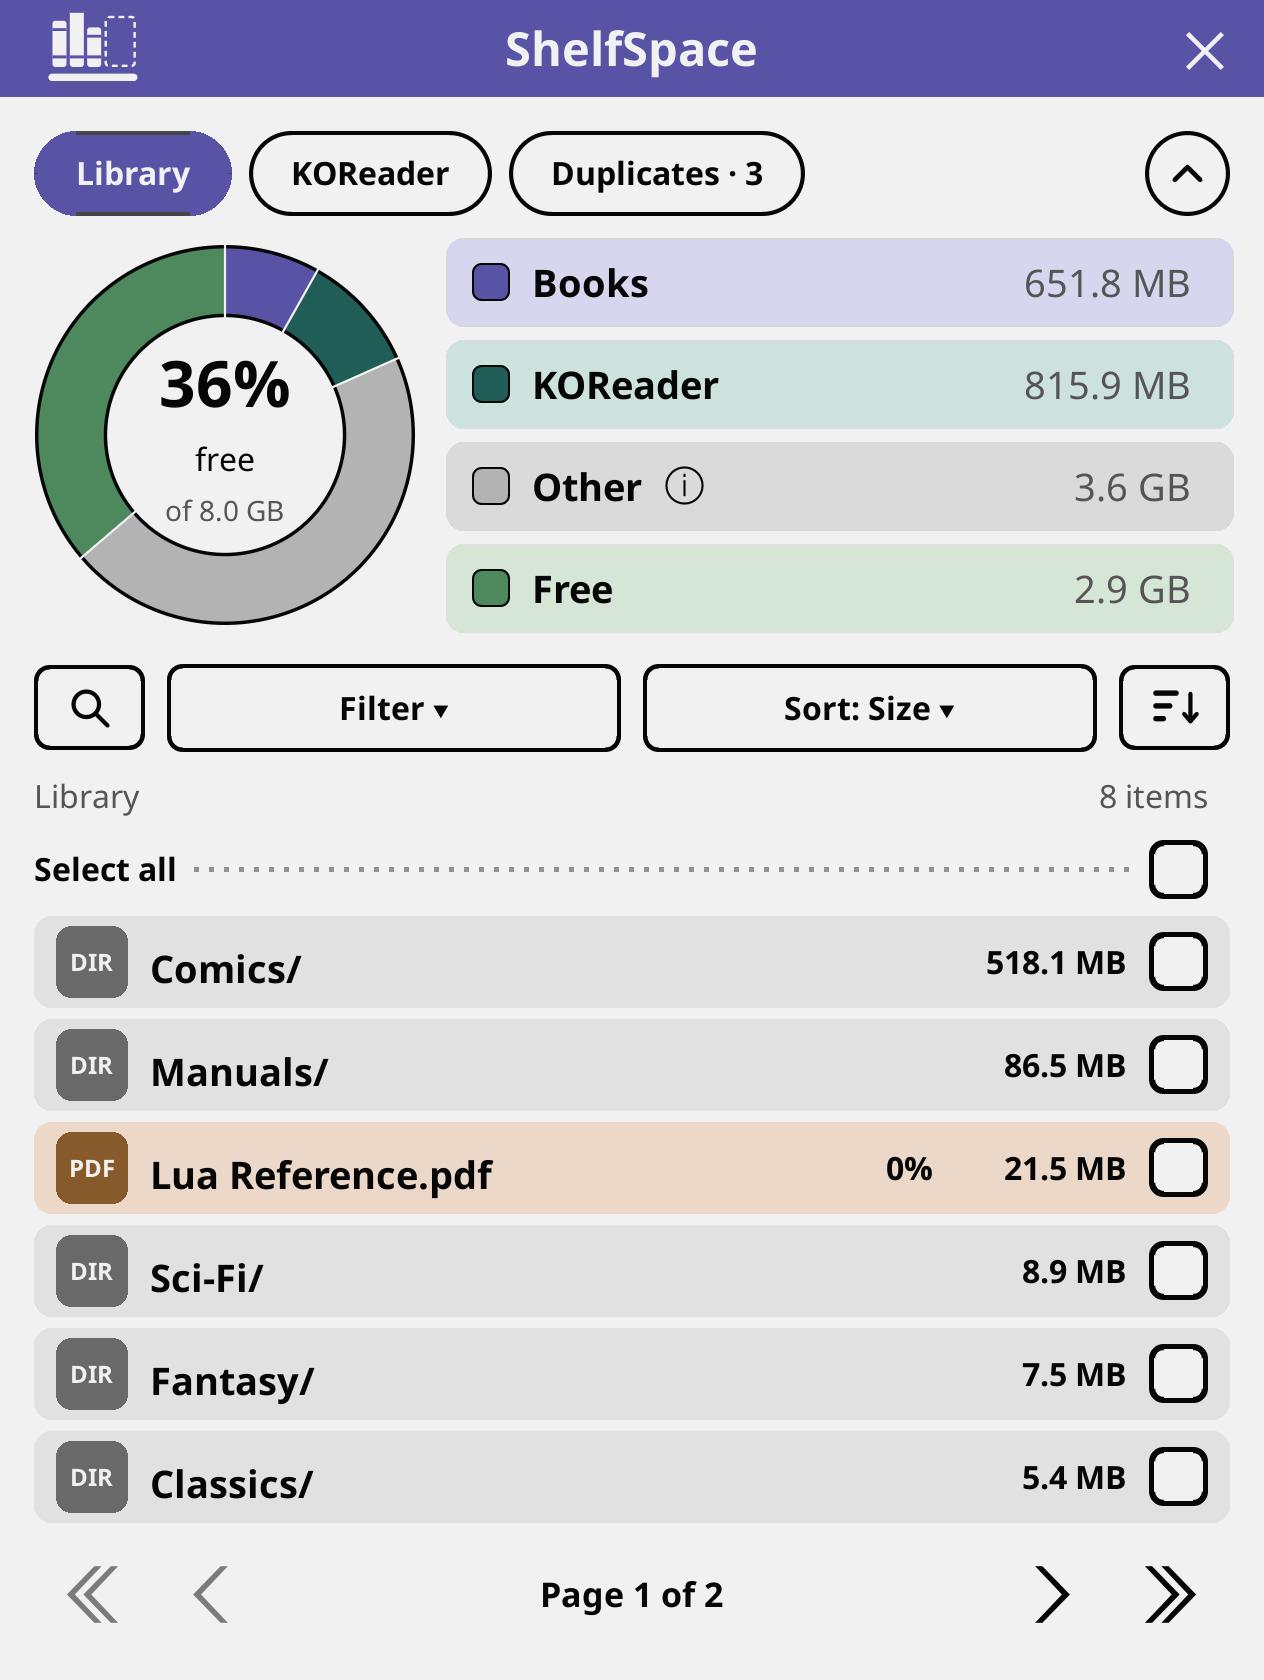 ShelfSpace
Library
KOReader
Duplicates · 3
36%
free
of 8.0 GB
Books 651.8 MB
KOReader 815.9 MB
Other ⓘ 3.6 GB
Free 2.9 GB
Filter ▾
Sort: Size ▾
Library 8 items
Select all
DIR Comics/ 518.1 MB
DIR Manuals/ 86.5 MB
PDF Lua Reference.pdf 0% 21.5 MB
DIR Sci-Fi/ 8.9 MB
DIR Fantasy/ 7.5 MB
DIR Classics/ 5.4 MB
Page 1 of 2